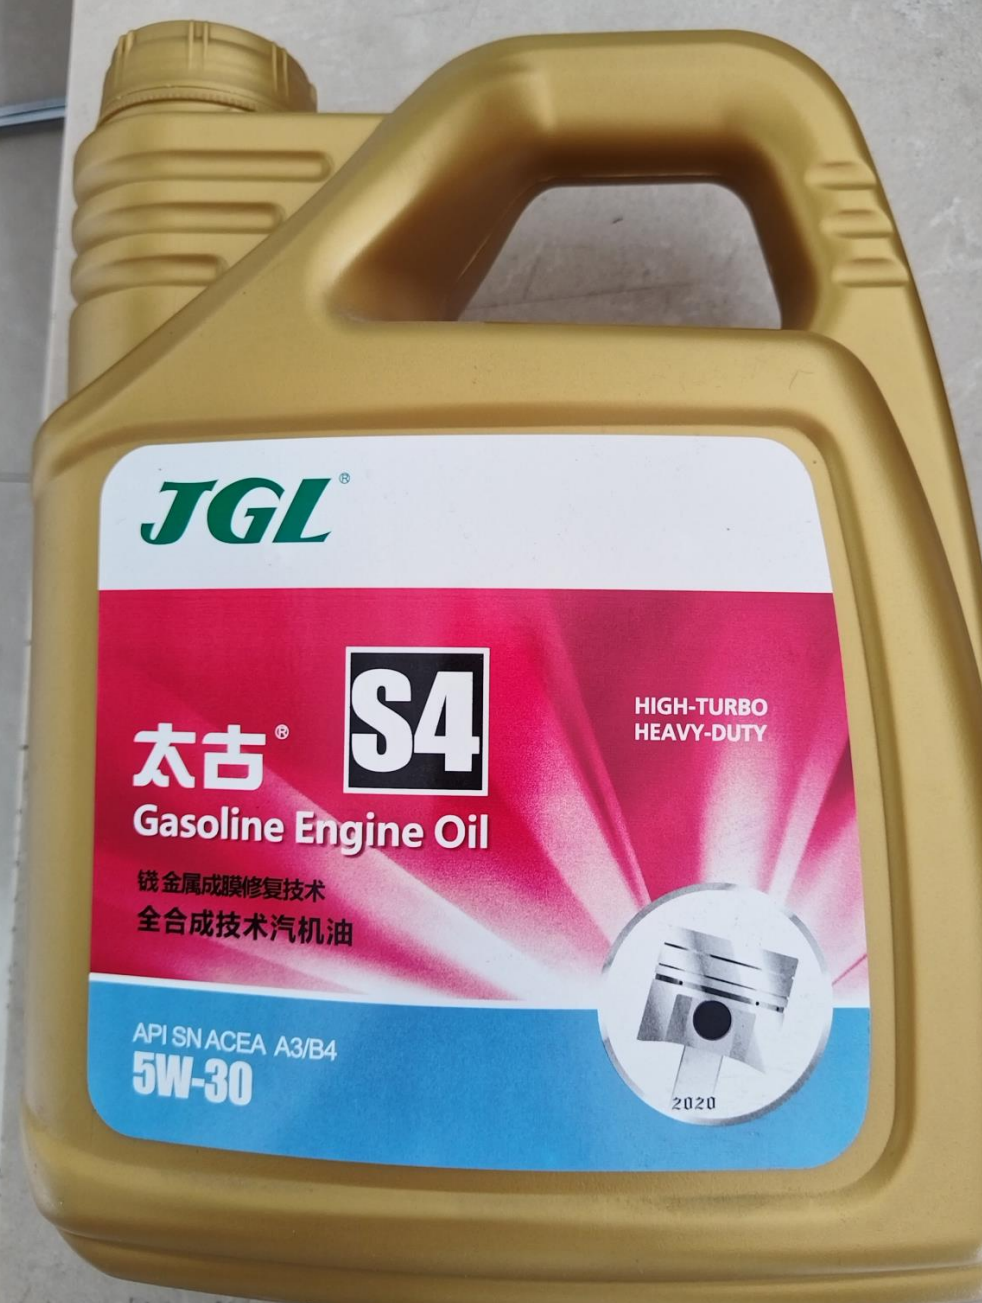 JGL®
太古®
S4
Gasoline Engine Oil
HIGH-TURBO
HEAVY-DUTY
金属成膜修复技术
全合成技术汽机油
API SN ACEA A3/B4
5W-30
2020